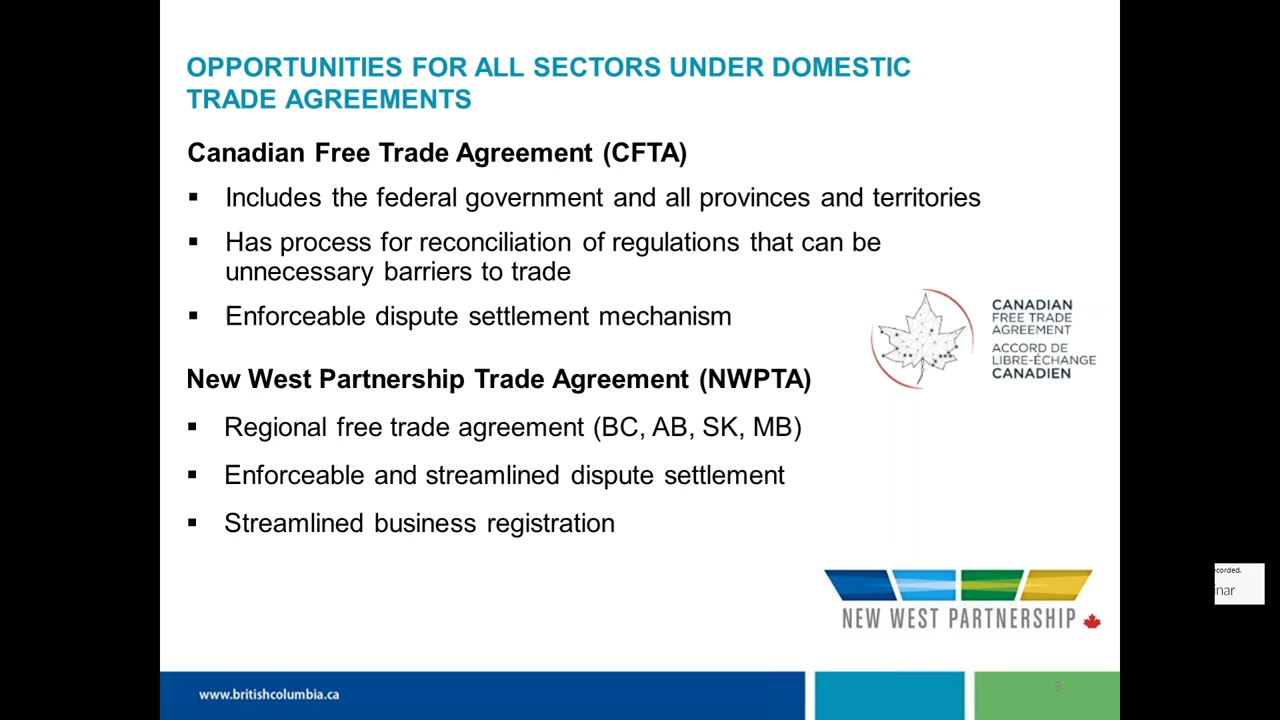 OPPORTUNITIES FOR ALL SECTORS UNDER DOMESTIC
TRADE AGREEMENTS
Canadian Free Trade Agreement (CFTA)
▪ Includes the federal government and all provinces and territories
▪ Has process for reconciliation of regulations that can be
unnecessary barriers to trade
▪ Enforceable dispute settlement mechanism
CANADIAN
FREE TRADE
AGREEMENT
ACCORD DE
LIBRE-ÉCHANGE
CANADIEN
New West Partnership Trade Agreement (NWPTA)
▪ Regional free trade agreement (BC, AB, SK, MB)
▪ Enforceable and streamlined dispute settlement
▪ Streamlined business registration
NEW WEST PARTNERSHIP
ecorded.
inar
www.britishcolumbia.ca
9